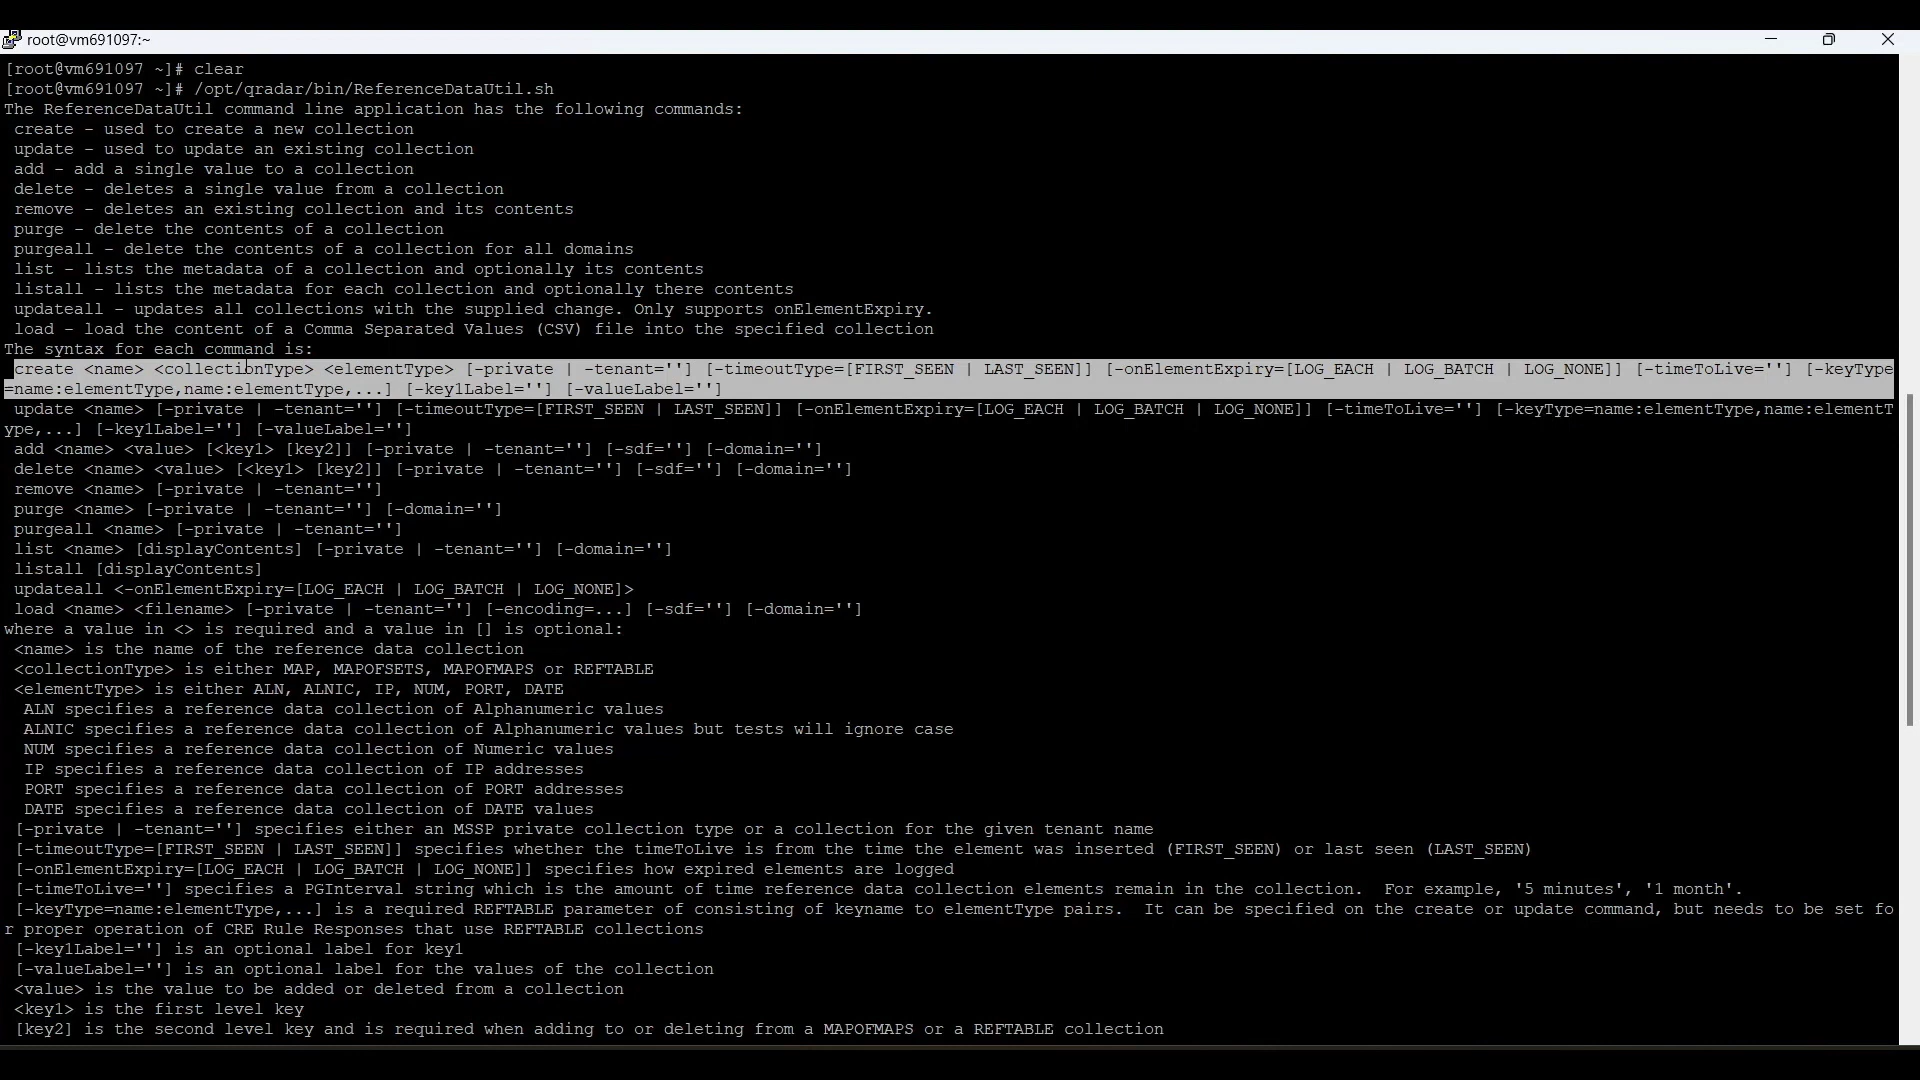 root@vm691097:~
[root@vm691097 ~]# clear
[root@vm691097 ~]# /opt/qradar/bin/ReferenceDataUtil.sh
The ReferenceDataUtil command line application has the following commands:
create - used to create a new collection
update - used to update an existing collection
add - add a single value to a collection
delete - deletes a single value from a collection
remove - deletes an existing collection and its contents
purge - delete the contents of a collection
purgeall - delete the contents of a collection for all domains
list - lists the metadata of a collection and optionally its contents
listall - lists the metadata for each collection and optionally there contents
updateall - updates all collections with the supplied change. Only supports onElementExpiry.
load - load the content of a Comma Separated Values (CSV) file into the specified collection
The syntax for each command is:
create <name> <collectionType> <elementType> [-private | -tenant=''] [-timeoutType=[FIRST_SEEN | LAST_SEEN]] [-onElementExpiry=[LOG_EACH | LOG_BATCH | LOG_NONE]] [-timeToLive=''] [-keyType
=name:elementType,name:elementType,...] [-key1Label=''] [-valueLabel='']
update <name> [-private | -tenant=''] [-timeoutType=[FIRST_SEEN | LAST_SEEN]] [-onElementExpiry=[LOG_EACH | LOG_BATCH | LOG_NONE]] [-timeToLive=''] [-keyType=name:elementType,name:elementT
ype,...] [-key1Label=''] [-valueLabel='']
add <name> <value> [<key1> [key2]] [-private | -tenant=''] [-sdf=''] [-domain='']
delete <name> <value> [<key1> [key2]] [-private | -tenant=''] [-sdf=''] [-domain='']
remove <name> [-private | -tenant='']
purge <name> [-private | -tenant=''] [-domain='']
purgeall <name> [-private | -tenant='']
list <name> [displayContents] [-private | -tenant=''] [-domain='']
listall [displayContents]
updateall <-onElementExpiry=[LOG_EACH | LOG_BATCH | LOG_NONE]>
load <name> <filename> [-private | -tenant=''] [-encoding=...] [-sdf=''] [-domain='']
where a value in <> is required and a value in [] is optional:
<name> is the name of the reference data collection
<collectionType> is either MAP, MAPOFSETS, MAPOFMAPS or REFTABLE
<elementType> is either ALN, ALNIC, IP, NUM, PORT, DATE
ALN specifies a reference data collection of Alphanumeric values
ALNIC specifies a reference data collection of Alphanumeric values but tests will ignore case
NUM specifies a reference data collection of Numeric values
IP specifies a reference data collection of IP addresses
PORT specifies a reference data collection of PORT addresses
DATE specifies a reference data collection of DATE values
[-private | -tenant=''] specifies either an MSSP private collection type or a collection for the given tenant name
[-timeoutType=[FIRST_SEEN | LAST_SEEN]] specifies whether the timeToLive is from the time the element was inserted (FIRST_SEEN) or last seen (LAST_SEEN)
[-onElementExpiry=[LOG_EACH | LOG_BATCH | LOG_NONE]] specifies how expired elements are logged
[-timeToLive=''] specifies a PGInterval string which is the amount of time reference data collection elements remain in the collection.  For example, '5 minutes', '1 month'.
[-keyType=name:elementType,...] is a required REFTABLE parameter of consisting of keyname to elementType pairs.  It can be specified on the create or update command, but needs to be set fo
r proper operation of CRE Rule Responses that use REFTABLE collections
[-key1Label=''] is an optional label for key1
[-valueLabel=''] is an optional label for the values of the collection
<value> is the value to be added or deleted from a collection
<key1> is the first level key
[key2] is the second level key and is required when adding to or deleting from a MAPOFMAPS or a REFTABLE collection